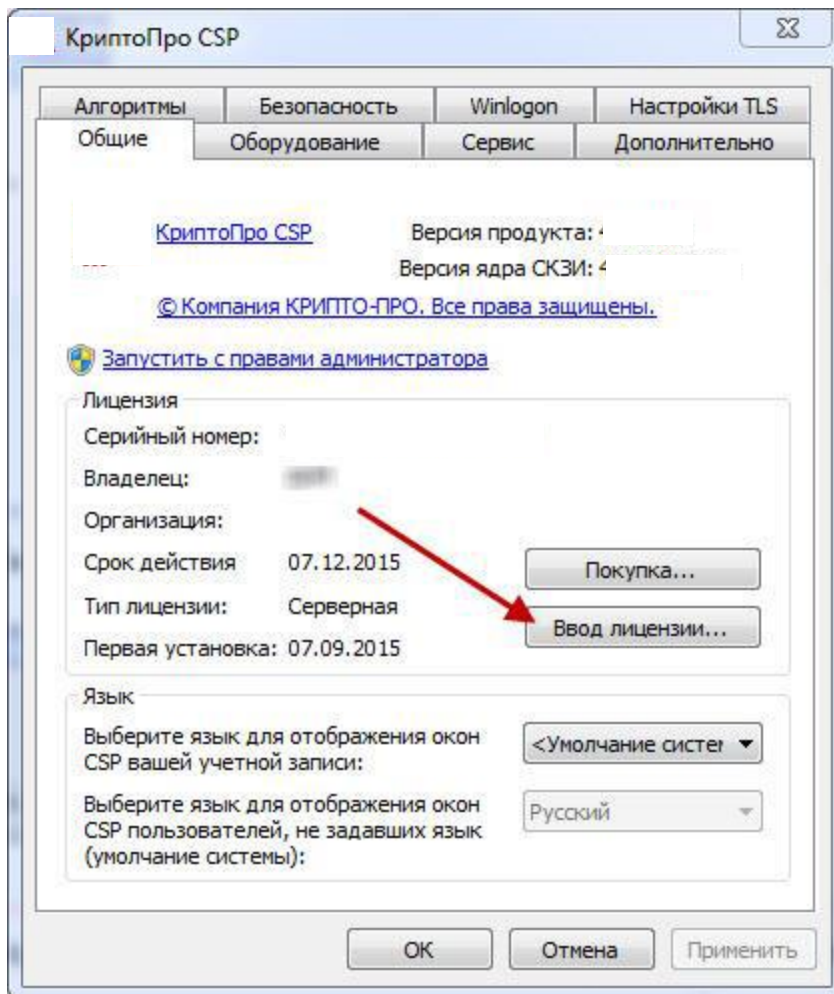 КриптоПро CSP
Алгоритмы Безопасность Winlogon Настройки TLS
Общие Оборудование Сервис Дополнительно
КриптоПро CSP Версия продукта:
Версия ядра СКЗИ:
© Компания КРИПТО-ПРО. Все права защищены.
Запустить с правами администратора
Лицензия
Серийный номер:
Владелец:
Организация:
Срок действия 07.12.2015
Покупка...
Тип лицензии: Серверная
Ввод лицензии...
Первая установка: 07.09.2015
Язык
Выберите язык для отображения окон
CSP вашей учетной записи:
<Умолчание систем
Выберите язык для отображения окон
CSP пользователей, не задавших язык
(умолчание системы):
Русский
ОК Отмена Применить